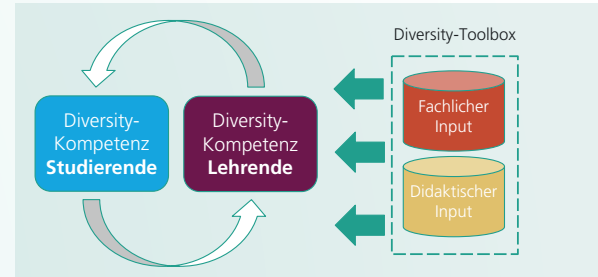 Diversity-Toolbox
Diversity-
Kompetenz
Studierende
Diversity-
Kompetenz
Lehrende
Fachlicher
Input
Didaktischer
Input